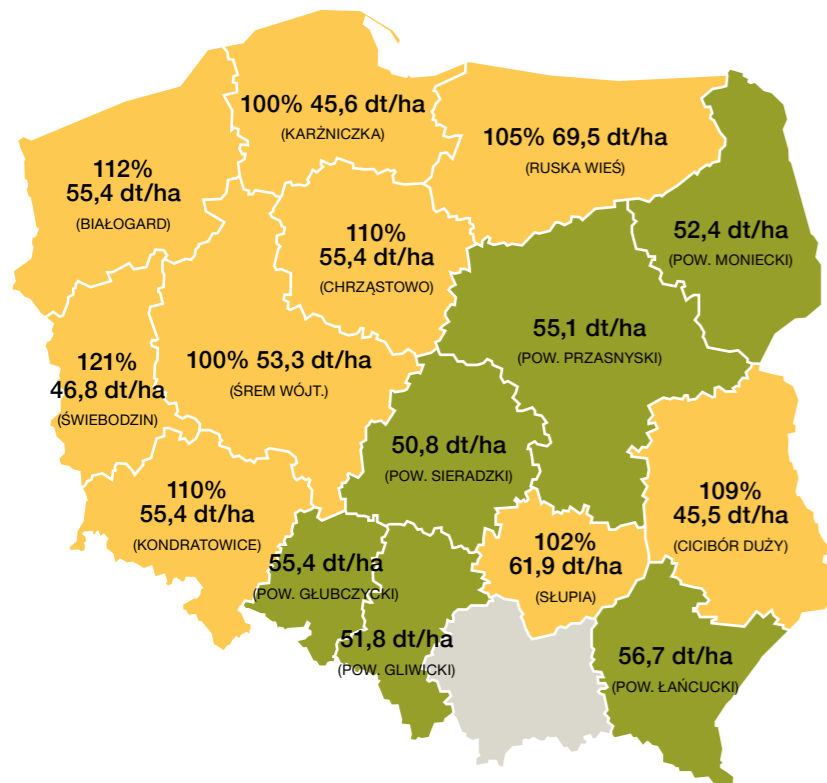 100% 45,6 dt/ha
(KARŻNICZKA)
105% 69,5 dt/ha
(RUSKA WIEŚ)
112%
55,4 dt/ha
(BIAŁOGARD)
110%
55,4 dt/ha
(CHRZĄSTOWO)
52,4 dt/ha
(POW. MONIECKI)
55,1 dt/ha
(POW. PRZASNYSKI)
121%
46,8 dt/ha
(ŚWIEBODZIN)
100% 53,3 dt/ha
(ŚREM WÓJT.)
50,8 dt/ha
(POW. SIERADZKI)
110%
55,4 dt/ha
(KONDRATOWICE)
109%
45,5 dt/ha
(CICIBÓR DUŻY)
102%
61,9 dt/ha
(SŁUPIA)
55,4 dt/ha
(POW. GŁUBCZYCKI)
51,8 dt/ha
(POW. GLIWICKI)
56,7 dt/ha
(POW. ŁAŃCUCKI)